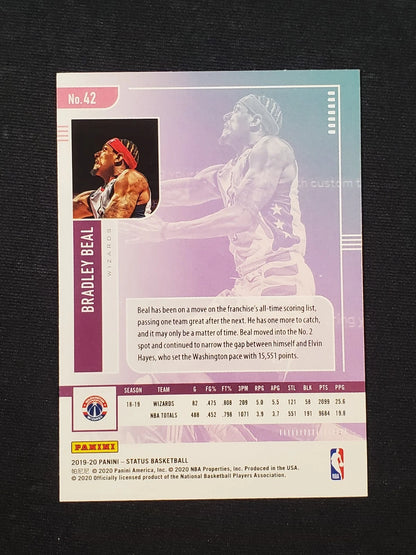 No.42
BRADLEY BEAL
WIZARDS
Beal has been on a move on the franchise's all-time scoring list,
passing one team great after the next. He has one more to catch,
and it may only be a matter of time. Beal moved into the No. 2
spot and continued to narrow the gap between himself and Elvin
Hayes, who set the Washington pace with 15,551 points.
SEASON TEAM G FG% FT% 3PM RPG APG STL BLK PTS PPG
18-19 WIZARDS 82 .475 .808 209 5.0 5.5 121 58 2099 25.6
NBA TOTALS 488 .452 .798 1071 3.9 3.7 551 191 9684 19.8
PANINI
2019-20 PANINI – STATUS BASKETBALL
帕尼尼 © 2020 Panini America, Inc. © 2020 NBA Properties, Inc. Produced in the USA.
© 2020 Officially licensed product of the National Basketball Players Association.
NBA